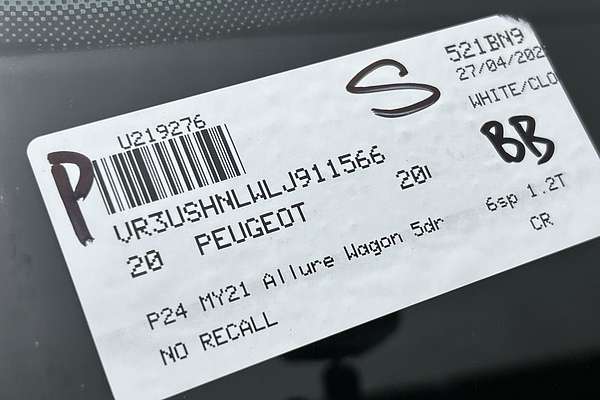 P
S
BB
U219276
521BN9
27/04/202
WHITE/CLO
VR3USHNLWLJ911566
20 PEUGEOT
P24 MY21 Allure Wagon 5dr 6sp 1.2T
NO RECALL
CR